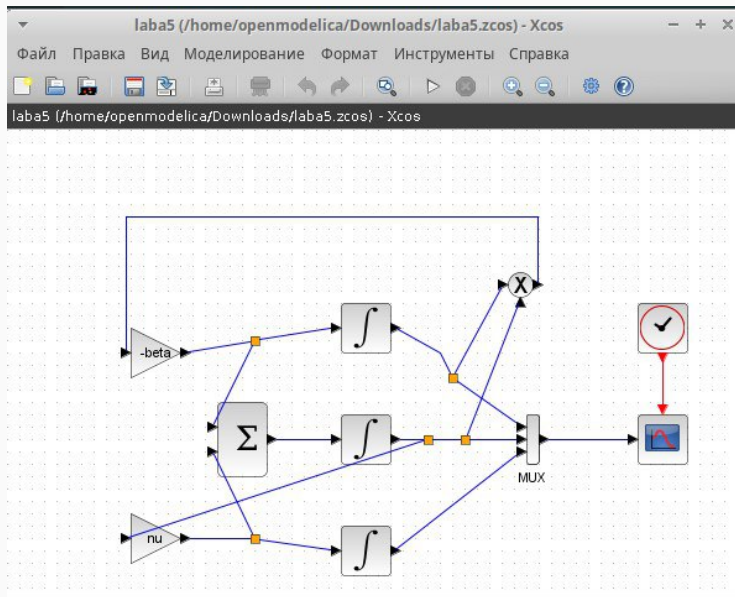 laba5 (/home/openmodelica/Downloads/laba5.zcos) - Xcos
Файл Правка Вид Моделирование Формат Инструменты Справка
laba5 (/home/openmodelica/Downloads/laba5.zcos) - Xcos
X
-beta
∫
Σ
∫
MUX
nu
∫